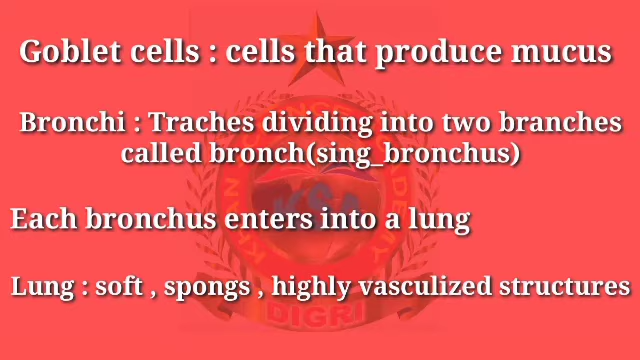 Goblet cells : cells that produce mucus
Bronchi : Traches dividing into two branches
called bronch(sing_bronchus)
Each bronchus enters into a lung
Lung : soft , spongs , highly vasculized structures
DIGRI